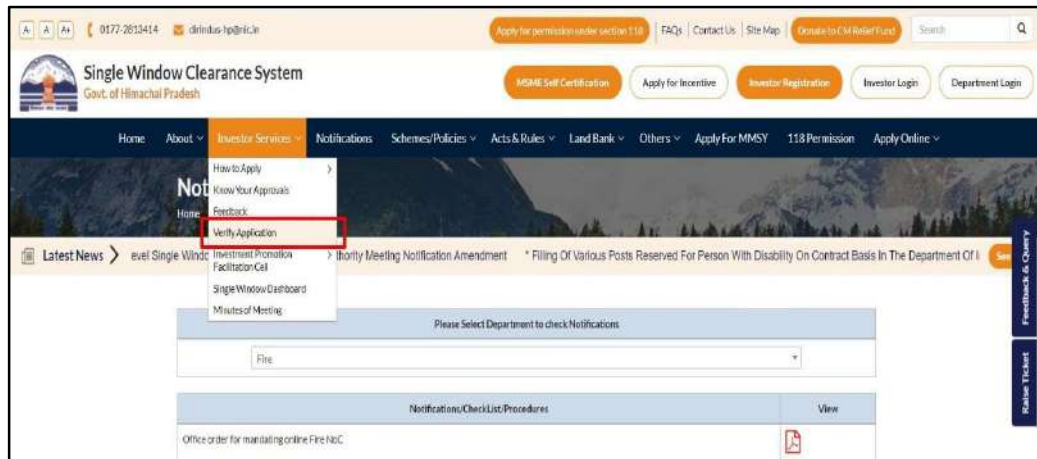 A- A A+ 0177-2813414 dirindus-hp@nic.in Apply for permission under section 118 FAQs Contact Us Site Map Donate to CM Relief Fund Search
Single Window Clearance System
Govt. of Himachal Pradesh
MSME Self Certification Apply for Incentive Investor Registration Investor Login Department Login
Home About Investor Services Notifications Schemes/Policies Acts & Rules Land Bank Others Apply For MMSY 118 Permission Apply Online
How to Apply
Not
Know Your Approvals
Home
Feedback
Verify Application
Latest News evel Single Windo
Investment Promotion
Facilitation Cell
thority Meeting Notification Amendment * Filling Of Various Posts Reserved For Person With Disability On Contract Basis In The Department Of I
Single Window Dashboard
Minutes of Meeting
Feedback & Query
Raise Ticket
Please Select Department to check Notifications
Fire
Notifications/CheckList/Procedures View
Office order for mandating online Fire NoC